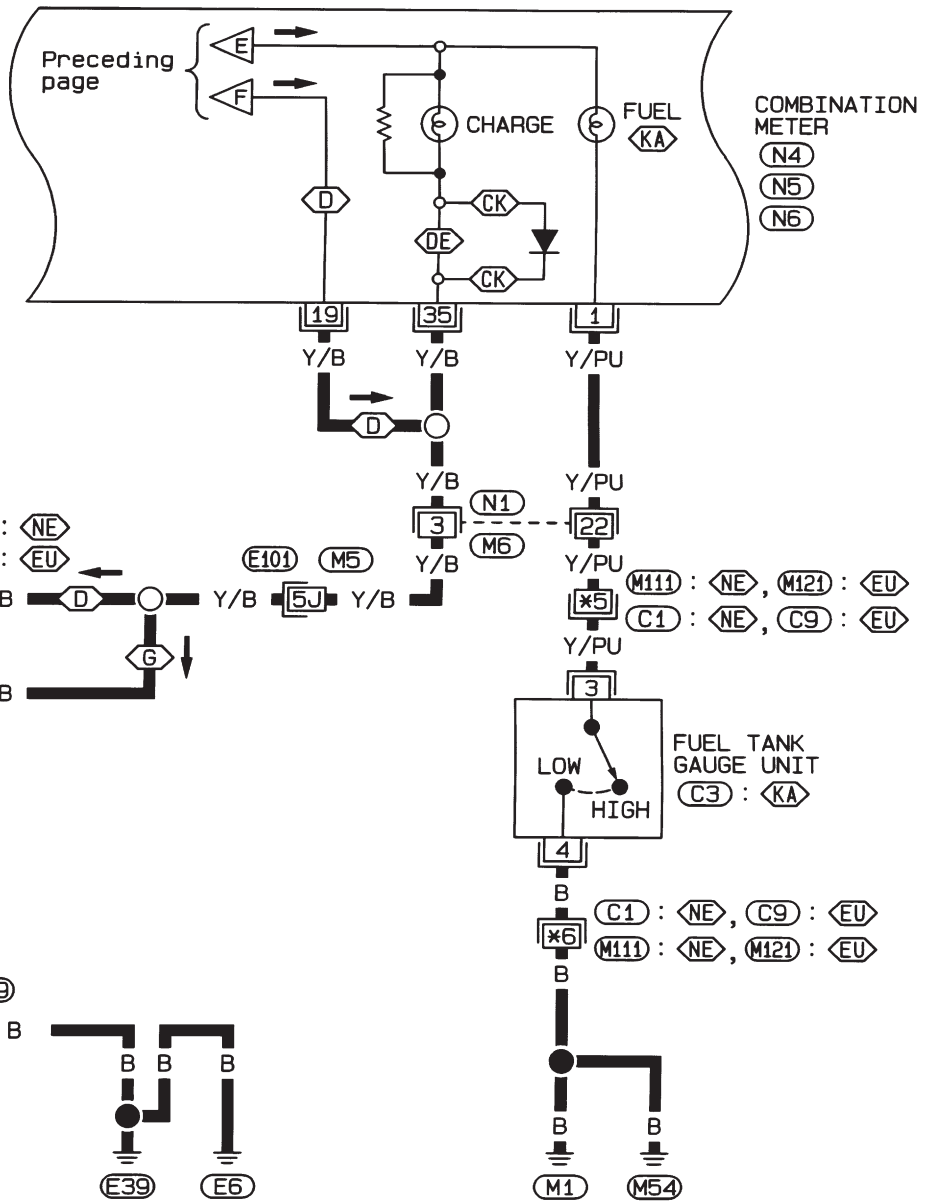 Preceding page
E
F
CHARGE
FUEL
KA
COMBINATION METER
N4
N5
N6
D
CK
DE
CK
19
35
1
Y/B
Y/B
Y/PU
D
Y/B
Y/PU
N1
3
22
M6
: NE
: EU
E101
M5
Y/B
Y/PU
M111 : NE , M121 : EU
B
D
Y/B
5J
Y/B
*5
C1 : NE , C9 : EU
G
Y/PU
B
3
FUEL TANK GAUGE UNIT
C3 : KA
LOW
HIGH
4
B
C1 : NE , C9 : EU
*6
M111 : NE , M121 : EU
B
9
B
B
B
B
B
B
E39
E6
M1
M54